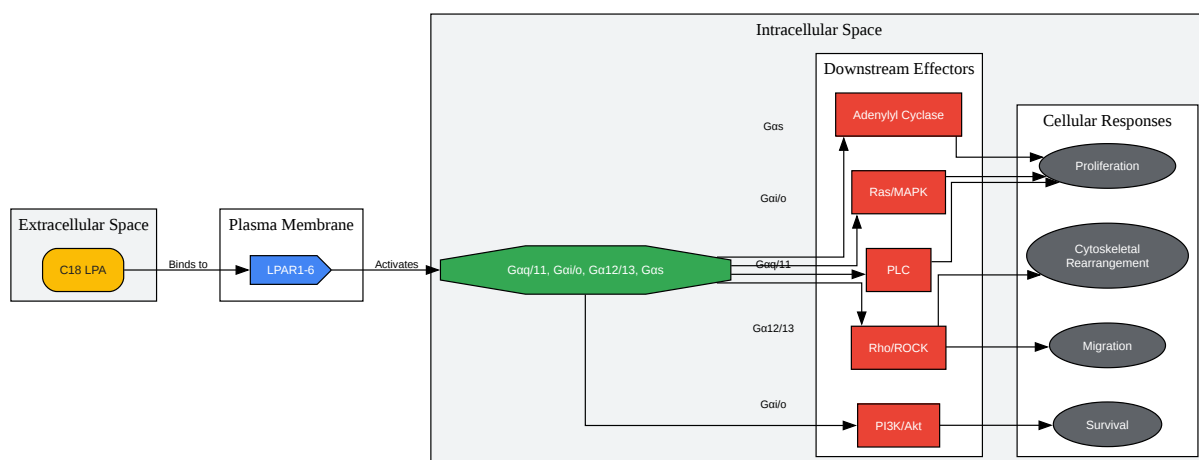 Intracellular Space
Downstream Effectors
Adenylyl Cyclase
Gαs
Cellular Responses
Proliferation
Ras/MAPK
Gαi/o
Extracellular Space
Plasma Membrane
C18 LPA
Binds to
LPAR1-6
Activates
Gαq/11, Gαi/o, Gα12/13, Gαs
Gαq/11
PLC
Cytoskeletal
Rearrangement
Gα12/13
Rho/ROCK
Migration
Gαi/o
PI3K/Akt
Survival